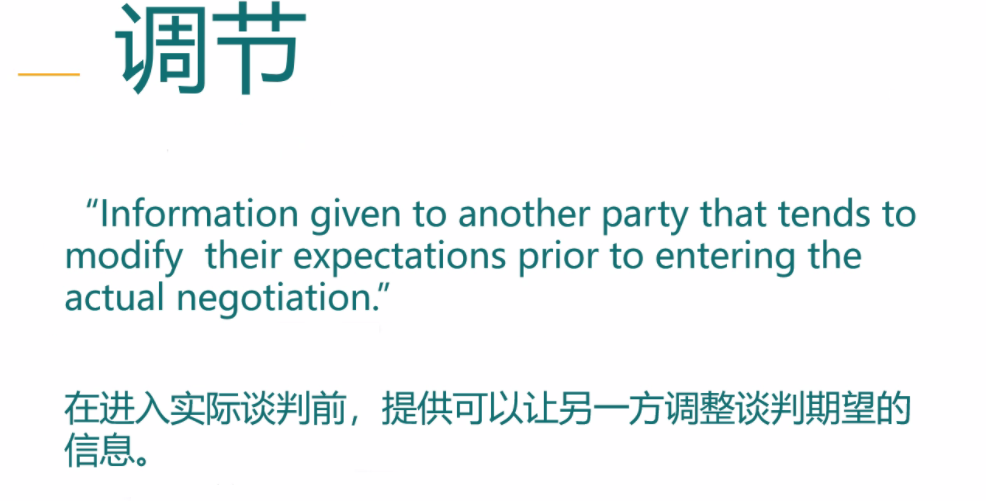 调节
“Information given to another party that tends to
modify  their expectations prior to entering the
actual negotiation.”
在进入实际谈判前，提供可以让另一方调整谈判期望的
信息。